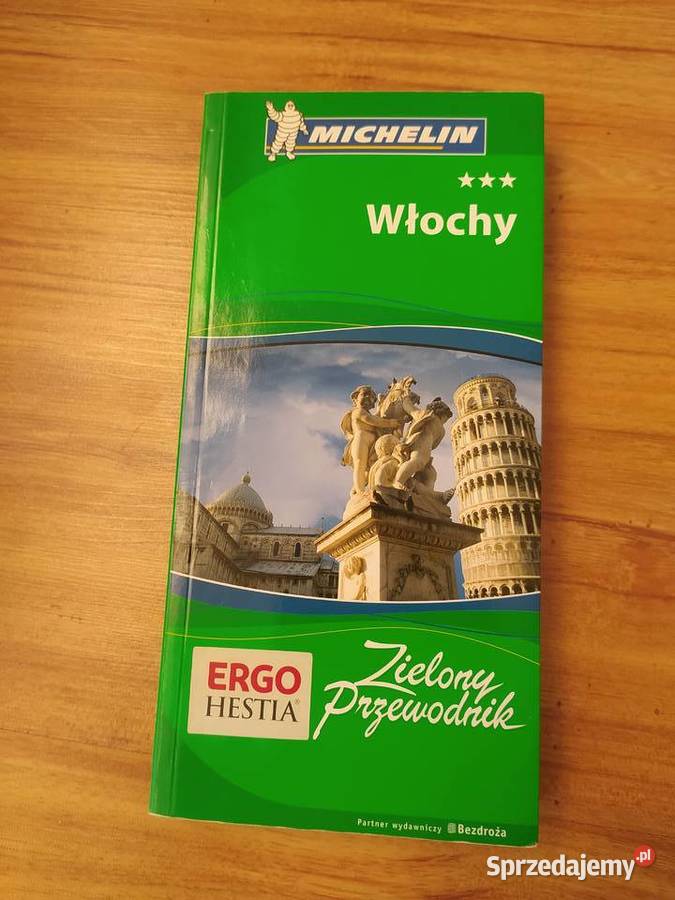 MICHELIN
★★★
Włochy
ERGO
HESTIA®
Zielony
Przewodnik
Partner wydawniczy Bezdroża
Sprzedajemy.pl